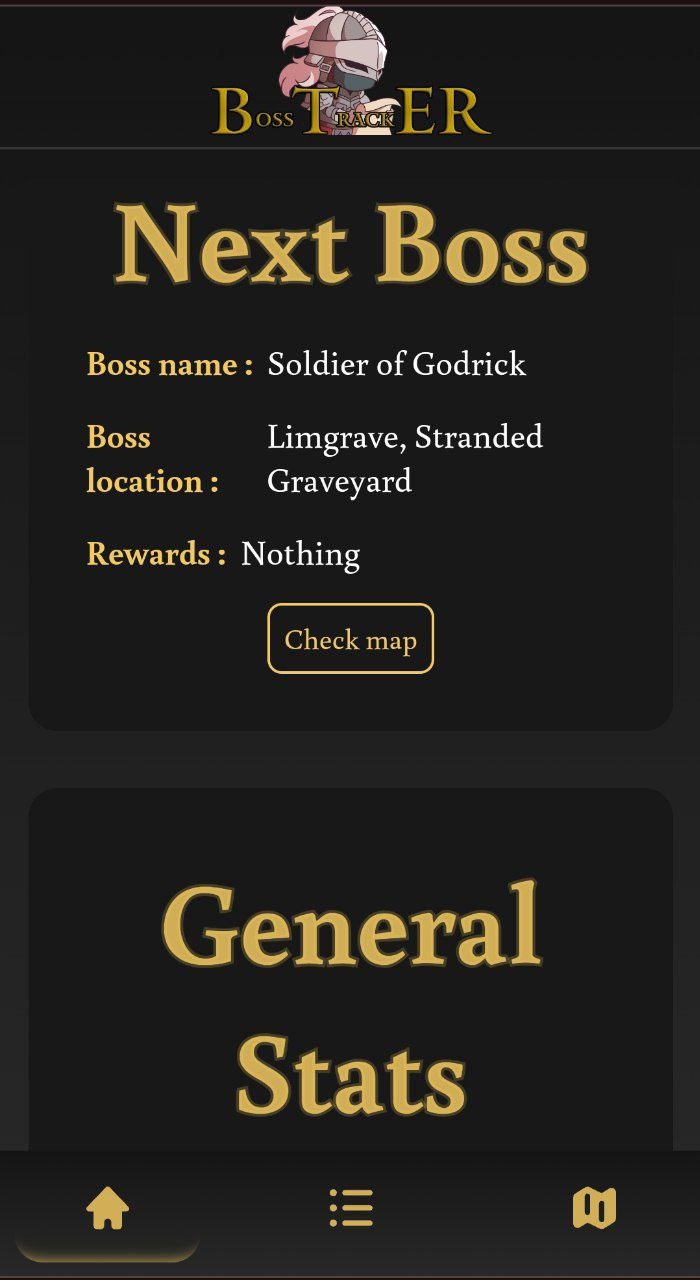 Boss TRACKER
Next Boss
Boss name : Soldier of Godrick
Boss location : Limgrave, Stranded Graveyard
Rewards : Nothing
Check map
General
Stats